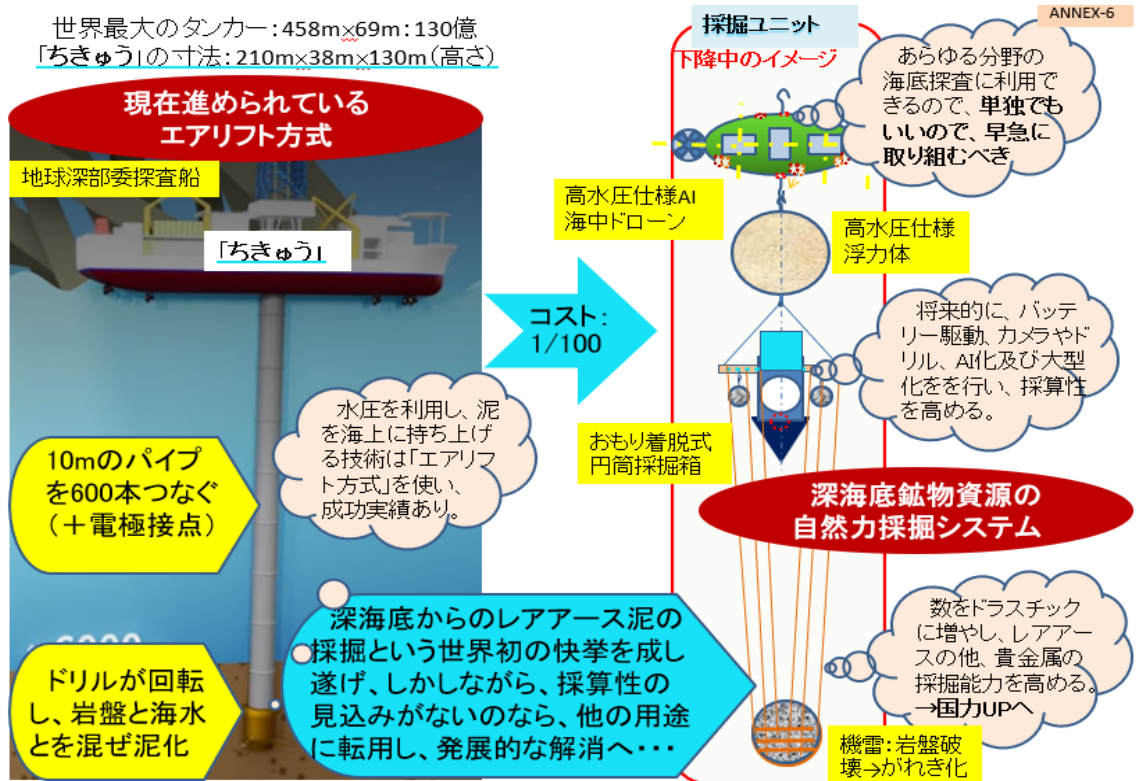 世界最大のタンカー：458m×69m：130億
「ちきゅう」の寸法：210m×38m×130m（高さ）
現在進められている
エアリフト方式
地球深部委探査船
「ちきゅう」
コスト：
1/100
水圧を利用し、泥
を海上に持ち上げ
る技術は「エアリフ
ト方式」を使い、
成功実績あり。
10mのパイプ
を600本つなぐ
（＋電極接点）
ドリルが回転
し、岩盤と海水
とを混ぜ泥化
深海底からのレアアース泥の
採掘という世界初の快挙を成し
遂げ、しかしながら、採算性の
見込みがないのなら、他の用途
に転用し、発展的な解消へ・・・
ANNEX-6
採掘ユニット
下降中のイメージ
あらゆる分野の
海底探査に利用で
きるので、単独でも
いいので、早急に
取り組むべき
高水圧仕様AI
海中ドローン
高水圧仕様
浮力体
将来的に、バッテ
リー駆動、カメラやド
リル、AI化及び大型
化をを行い、採算性
を高める。
おもり着脱式
円筒採掘箱
深海底鉱物資源の
自然力採掘システム
数をドラスチック
に増やし、レアアー
スの他、貴金属の
採掘能力を高める。
→国力UPへ
機雷：岩盤破
壊→がれき化